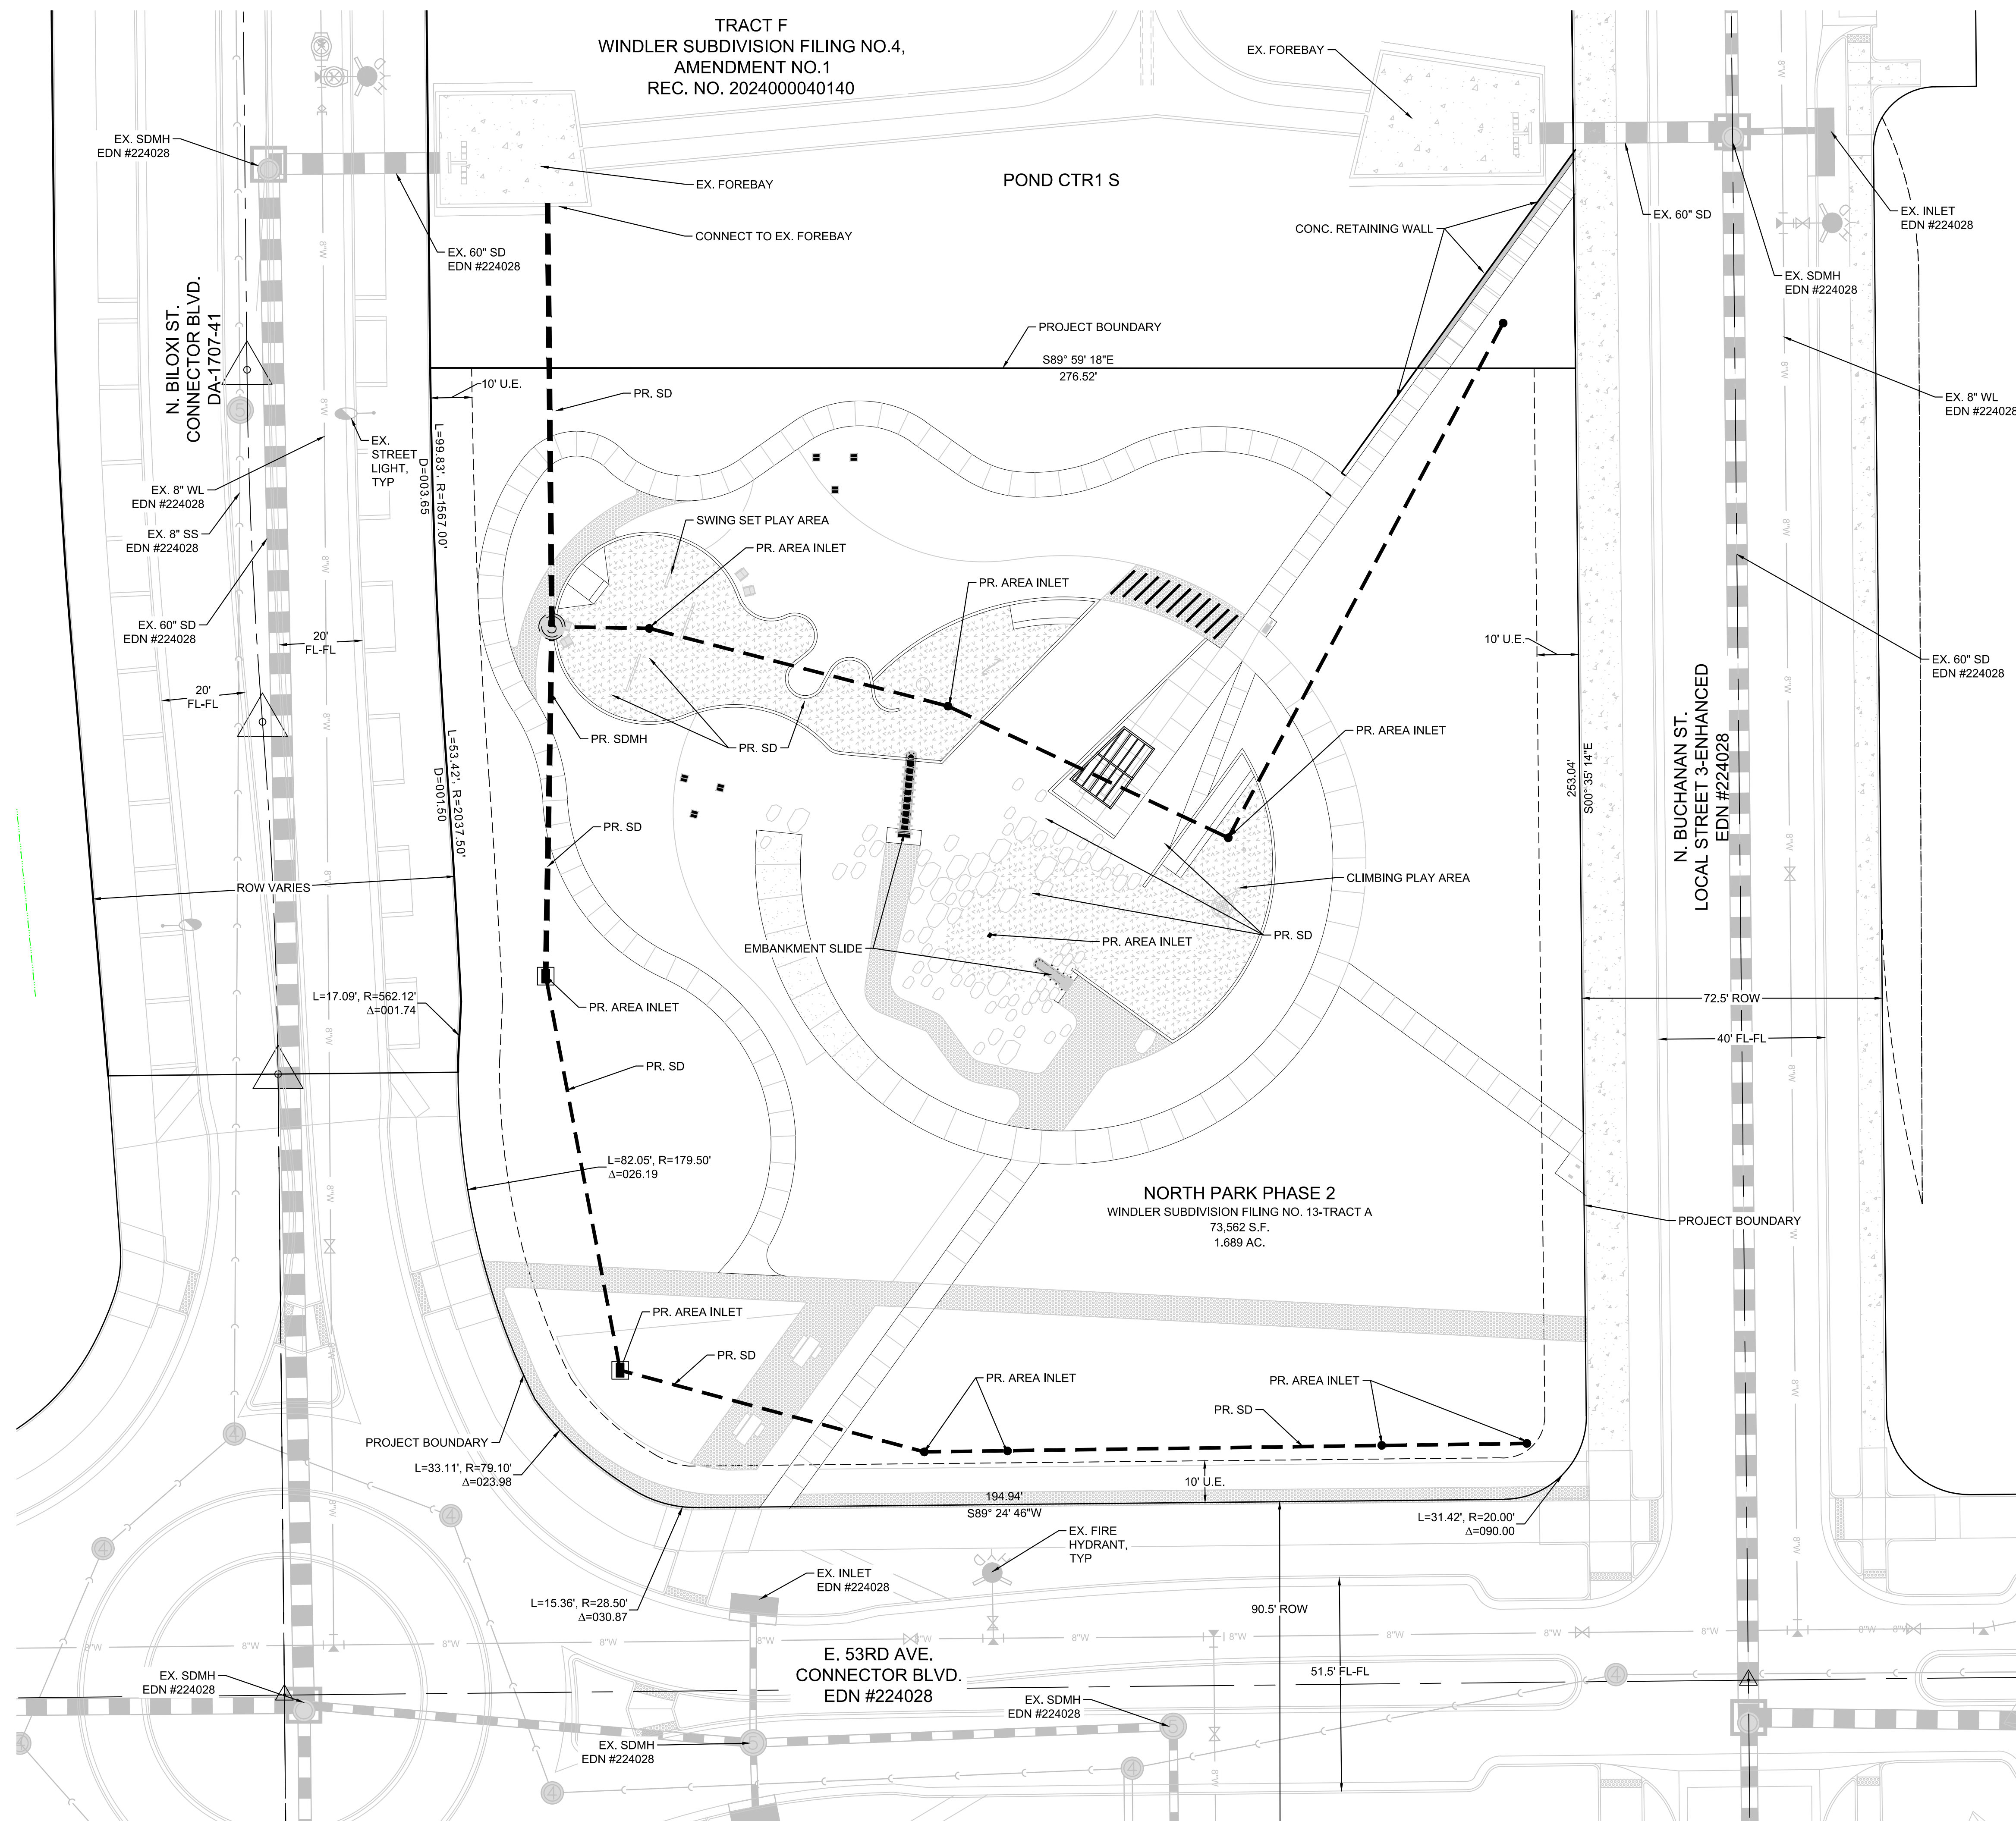 TRACT F
WINDLER SUBDIVISION FILING NO.4,
AMENDMENT NO.1
REC. NO. 2024000040140
EX. FOREBAY
EX. SDMH
EDN #224028
EX. FOREBAY
POND CTR1 S
CONNECT TO EX. FOREBAY
EX. 60" SD
EDN #224028
CONC. RETAINING WALL
EX. 60" SD
EX. INLET
EDN #224028
EX. SDMH
EDN #224028
N. BILOXI ST.
CONNECTOR BLVD.
DA-1707-41
PROJECT BOUNDARY
S89° 59' 18"E
276.52'
10' U.E.
PR. SD
EX. 8" WL
EDN #224028
EX.
STREET
LIGHT,
TYP
L=99.83', R=1567.00'
D=003.65
EX. 8" WL
EDN #224028
EX. 8" SS
EDN #224028
EX. 60" SD
EDN #224028
SWING SET PLAY AREA
PR. AREA INLET
PR. AREA INLET
20'
FL-FL
20'
FL-FL
10' U.E.
EX. 60" SD
EDN #224028
PR. SDMH
PR. SD
PR. AREA INLET
L=53.42', R=2037.50'
D=001.50
253.04'
S00° 35' 14"E
N. BUCHANAN ST.
LOCAL STREET 3-ENHANCED
EDN #224028
PR. SD
ROW VARIES
CLIMBING PLAY AREA
EMBANKMENT SLIDE
PR. AREA INLET
PR. SD
L=17.09', R=562.12'
Δ=001.74
PR. AREA INLET
72.5' ROW
40' FL-FL
PR. SD
L=82.05', R=179.50'
Δ=026.19
NORTH PARK PHASE 2
WINDLER SUBDIVISION FILING NO. 13-TRACT A
73,562 S.F.
1.689 AC.
PROJECT BOUNDARY
PR. AREA INLET
PR. SD
PR. AREA INLET
PR. AREA INLET
PR. SD
PROJECT BOUNDARY
L=33.11', R=79.10'
Δ=023.98
10' U.E.
194.94'
S89° 24' 46"W
L=31.42', R=20.00'
Δ=090.00
EX. FIRE
HYDRANT,
TYP
EX. INLET
EDN #224028
L=15.36', R=28.50'
Δ=030.87
90.5' ROW
E. 53RD AVE.
CONNECTOR BLVD.
EDN #224028
51.5' FL-FL
EX. SDMH
EDN #224028
EX. SDMH
EDN #224028
EX. SDMH
EDN #224028
8"W
8"W
8"W
8"W
8"W
8"W
8"W
8"W